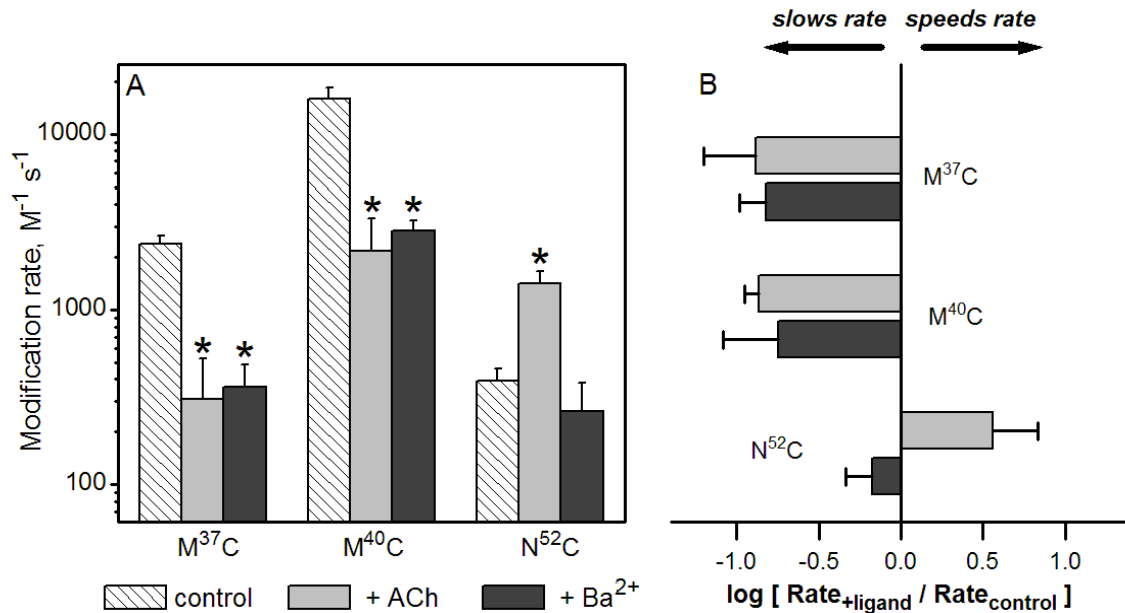 slows rate
speeds rate
A
B
10000
1000
100
Modification rate, M⁻¹ s⁻¹
*
*
*
*
*
M³⁷C
M⁴⁰C
N⁵²C
control
+ ACh
+ Ba²⁺
M³⁷C
M⁴⁰C
N⁵²C
-1.0
-0.5
0.0
0.5
1.0
log [ Rate₊ligand / Rate_control ]